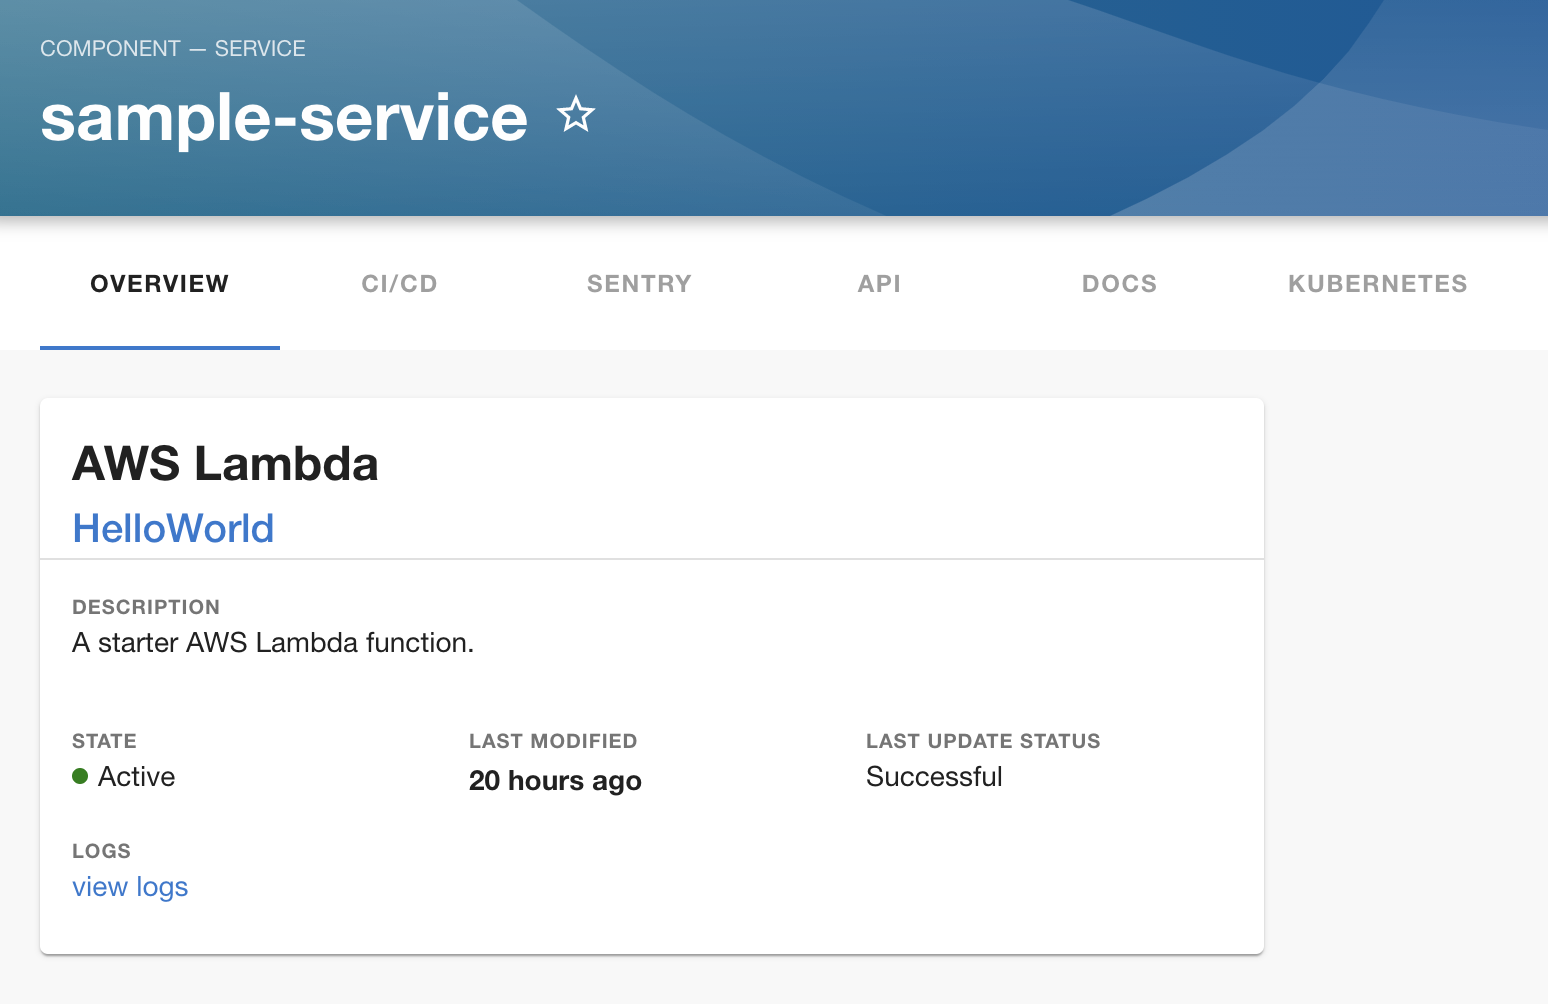 COMPONENT — SERVICE
sample-service
OVERVIEW CI/CD SENTRY API DOCS KUBERNETES
AWS Lambda
HelloWorld
DESCRIPTION
A starter AWS Lambda function.
STATE LAST MODIFIED LAST UPDATE STATUS
Active 20 hours ago Successful
LOGS
view logs